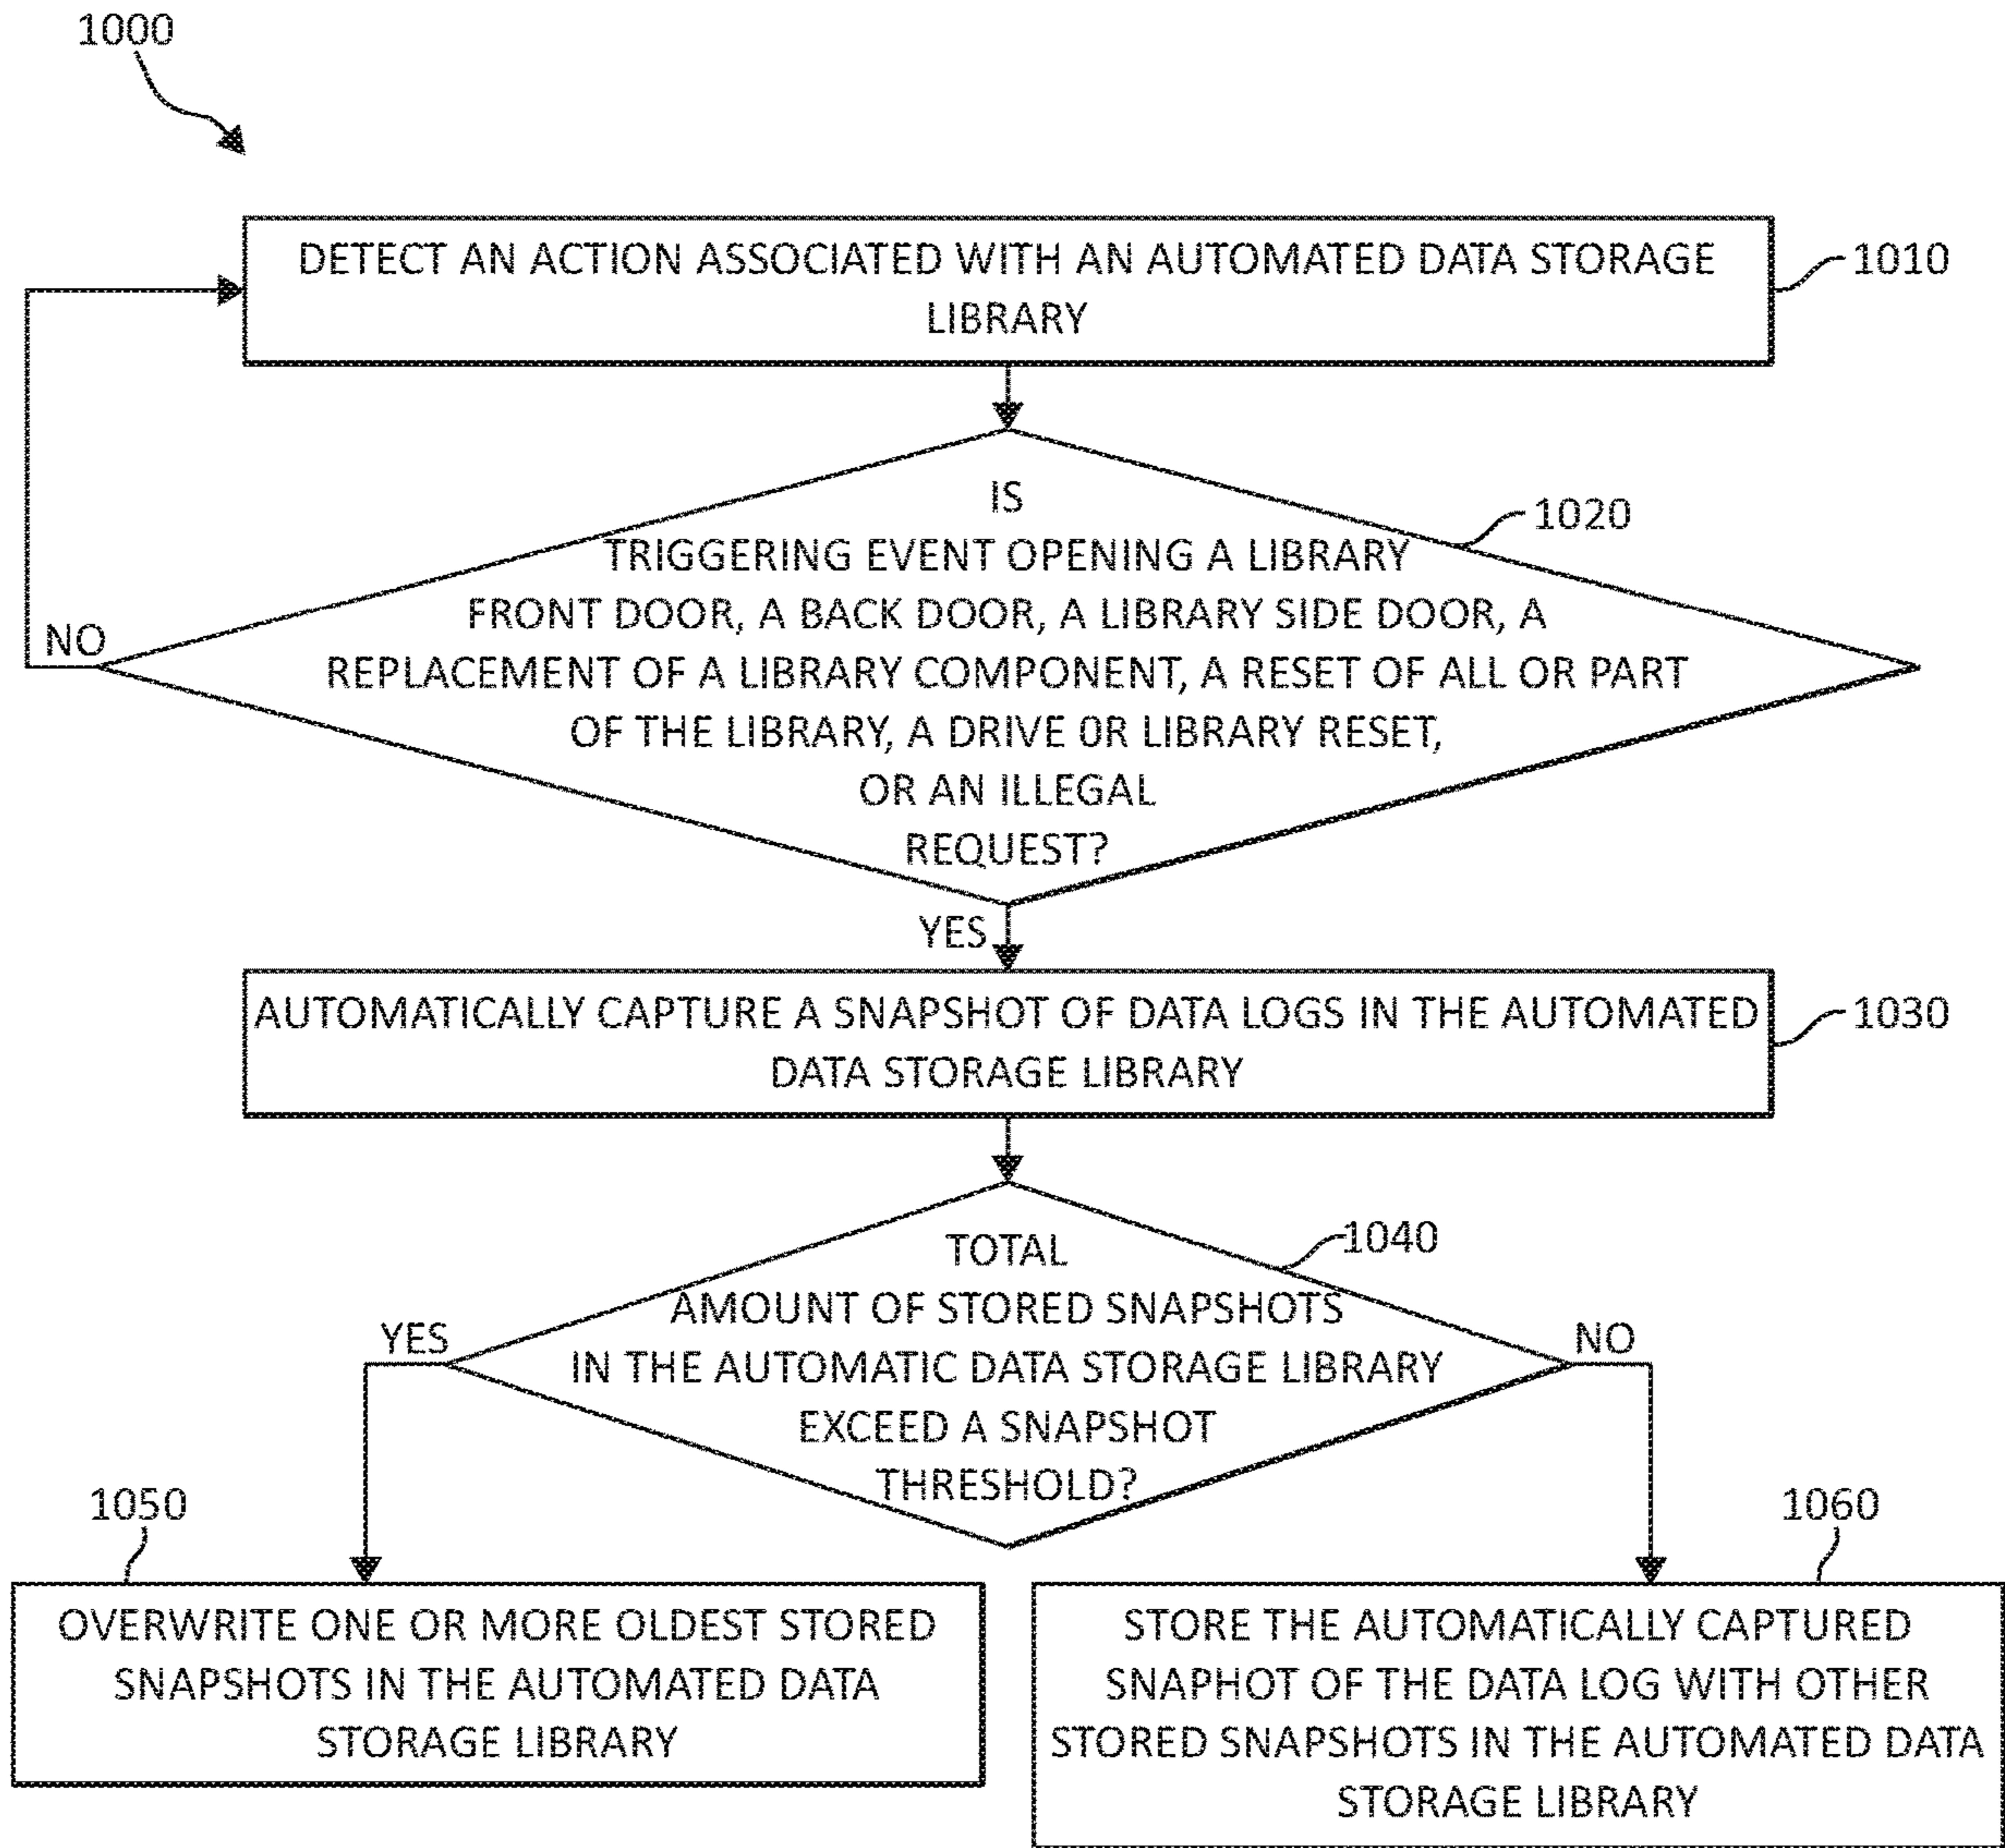 1000
DETECT AN ACTION ASSOCIATED WITH AN AUTOMATED DATA STORAGE
LIBRARY
1010
IS
1020
TRIGGERING EVENT OPENING A LIBRARY
FRONT DOOR, A BACK DOOR, A LIBRARY SIDE DOOR, A
NO
REPLACEMENT OF A LIBRARY COMPONENT, A RESET OF ALL OR PART
OF THE LIBRARY, A DRIVE 0R LIBRARY RESET,
OR AN ILLEGAL
REQUEST?
YES
AUTOMATICALLY CAPTURE A SNAPSHOT OF DATA LOGS IN THE AUTOMATED
DATA STORAGE LIBRARY
1030
TOTAL
1040
AMOUNT OF STORED SNAPSHOTS
IN THE AUTOMATIC DATA STORAGE LIBRARY
EXCEED A SNAPSHOT
THRESHOLD?
YES
NO
1050
OVERWRITE ONE OR MORE OLDEST STORED
SNAPSHOTS IN THE AUTOMATED DATA
STORAGE LIBRARY
1060
STORE THE AUTOMATICALLY CAPTURED
SNAPHOT OF THE DATA LOG WITH OTHER
STORED SNAPSHOTS IN THE AUTOMATED DATA
STORAGE LIBRARY